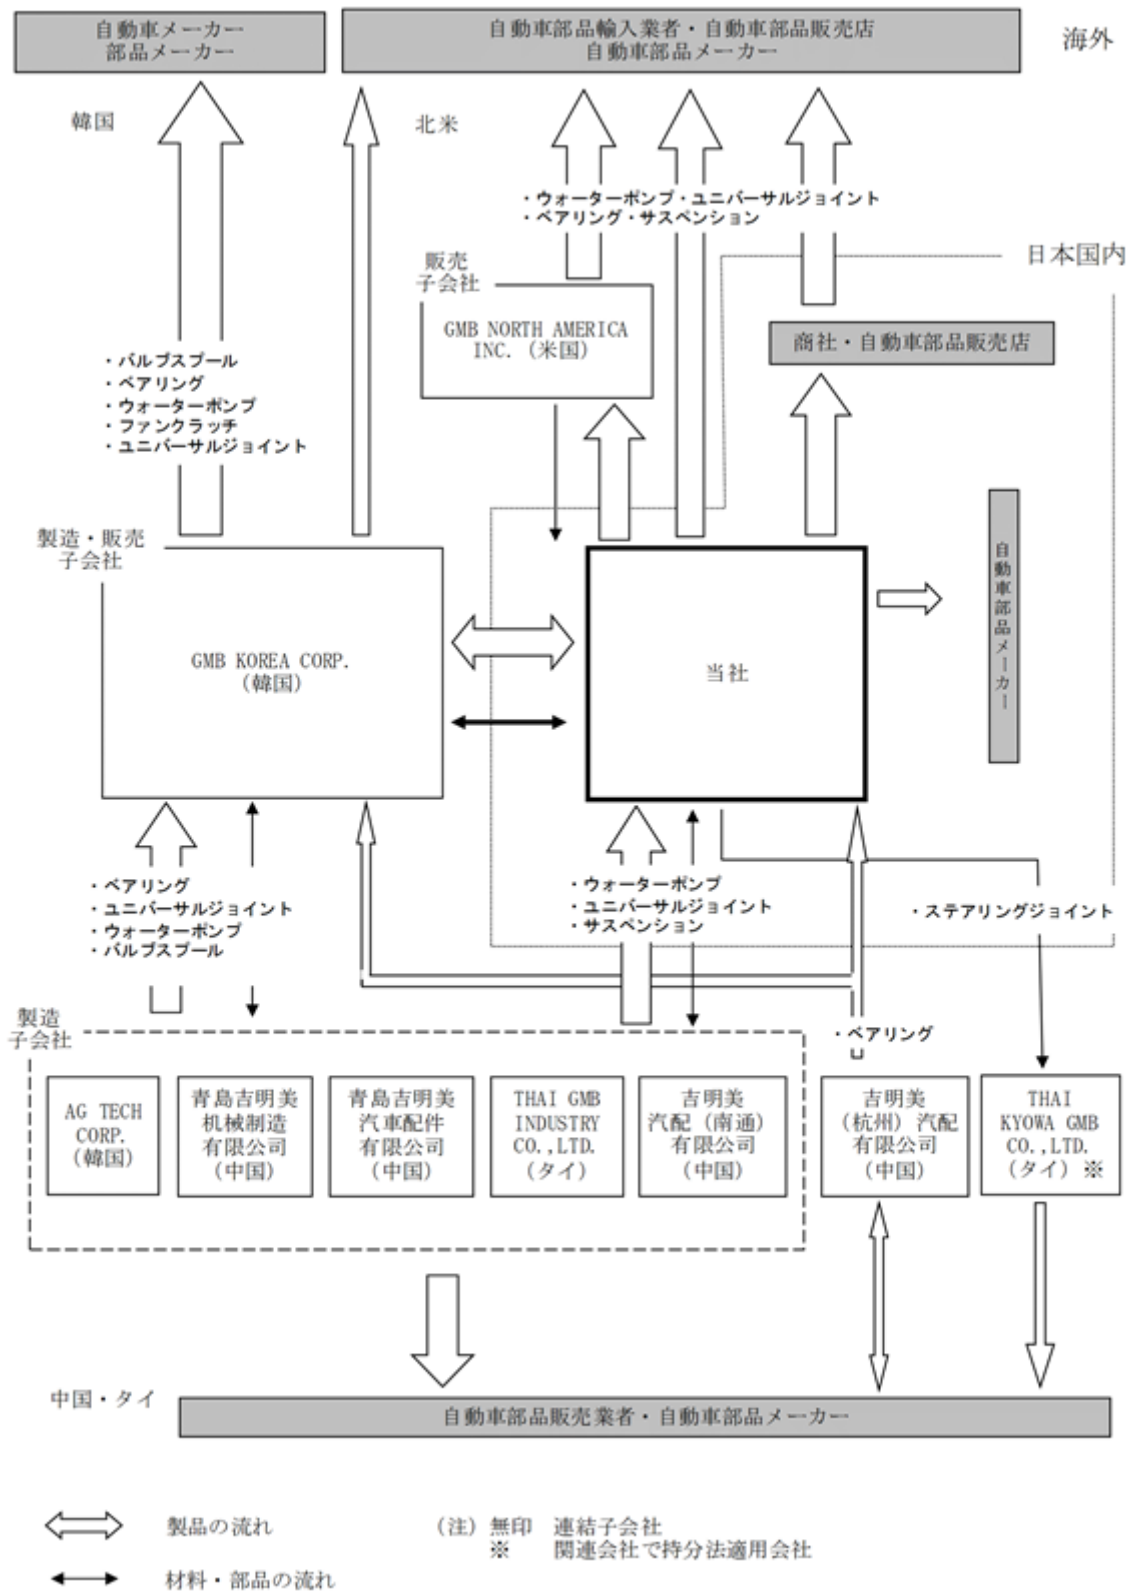 自動車メーカー
部品メーカー
自動車部品輸入業者・自動車部品販売店
自動車部品メーカー
海外
韓国
北米
・ウォーターポンプ・ユニバーサルジョイント
・ベアリング・サスペンション
日本国内
販売
子会社
GMB NORTH AMERICA
INC.（米国）
商社・自動車部品販売店
・バルブスプール
・ベアリング
・ウォーターポンプ
・ファンクラッチ
・ユニバーサルジョイント
製造・販売
子会社
自動車部品メーカー
GMB KOREA CORP.
（韓国）
当社
・ベアリング
・ユニバーサルジョイント
・ウォーターポンプ
・バルブスプール
・ウォーターポンプ
・ユニバーサルジョイント
・サスペンション
・ステアリングジョイント
製造
子会社
・ベアリング
AG TECH
CORP.
（韓国）
青島吉明美
机械制造
有限公司
（中国）
青島吉明美
汽車配件
有限公司
（中国）
THAI GMB
INDUSTRY
CO.,LTD.
（タイ）
吉明美
汽配（南通）
有限公司
（中国）
吉明美
（杭州）汽配
有限公司
（中国）
THAI
KYOWA GMB
CO.,LTD.
（タイ）※
中国・タイ
自動車部品販売業者・自動車部品メーカー
製品の流れ
（注）無印　連結子会社
※　関連会社で持分法適用会社
材料・部品の流れ